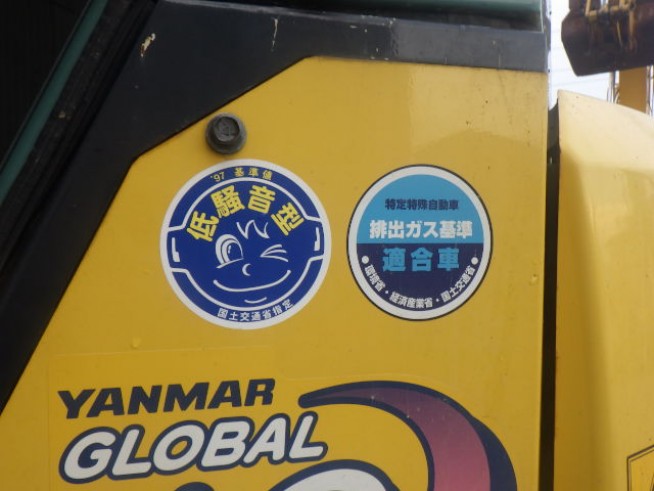 '97 基準値
低騒音型
国土交通省指定
特定特殊自動車
排出ガス基準
適合車
●環境省・経済産業省・国土交通省●
YANMAR
GLOBAL